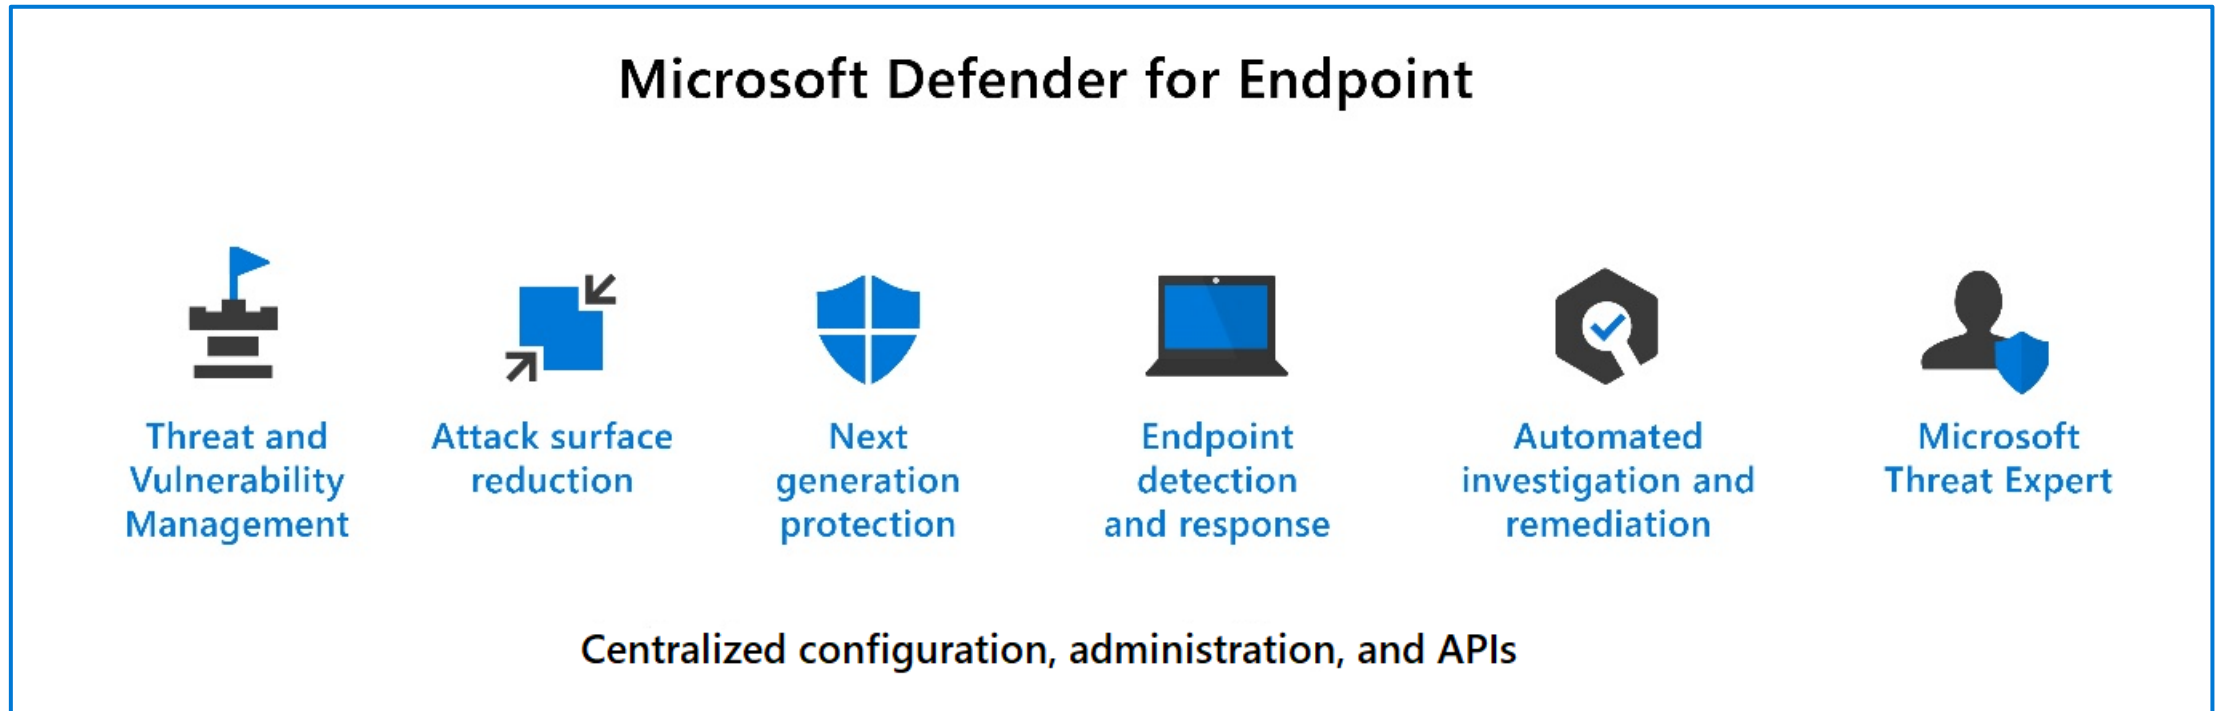 Microsoft Defender for Endpoint
Threat and
Vulnerability
Management
Attack surface
reduction
Next
generation
protection
Endpoint
detection
and response
Automated
investigation and
remediation
Microsoft
Threat Expert
Centralized configuration, administration, and APIs